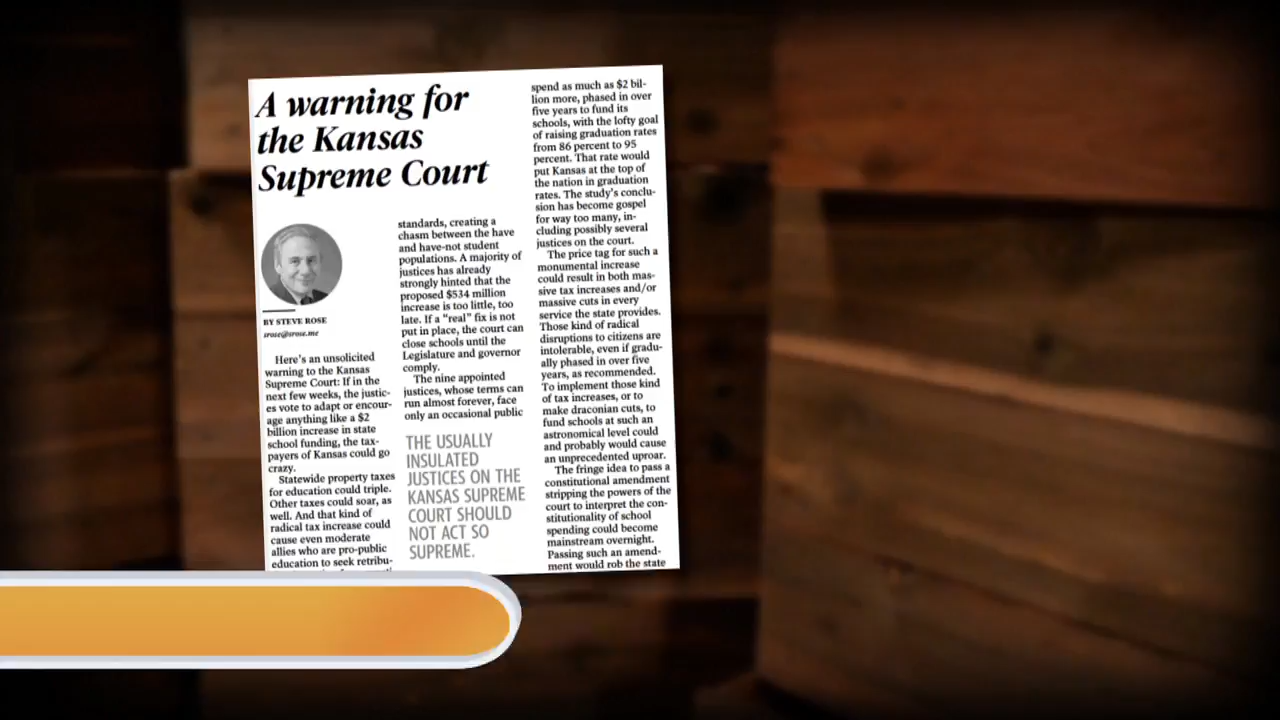 A warning for
the Kansas
Supreme Court
BY STEVE ROSE
srose@srose.me
Here's an unsolicited
warning to the Kansas
Supreme Court: If in the
next few weeks, the justic-
es vote to adapt or encour-
age anything like a $2
billion increase in state
school funding, the tax-
payers of Kansas could go
crazy.
Statewide property taxes
for education could triple.
Other taxes could soar, as
well. And that kind of
radical tax increase could
cause even moderate
allies who are pro-public
education to seek retribu-
standards, creating a
chasm between the have
and have-not student
populations. A majority of
justices has already
strongly hinted that the
proposed $534 million
increase is too little, too
late. If a "real" fix is not
put in place, the court can
close schools until the
Legislature and governor
comply.
The nine appointed
justices, whose terms can
run almost forever, face
only an occasional public
THE USUALLY
INSULATED
JUSTICES ON THE
KANSAS SUPREME
COURT SHOULD
NOT ACT SO
SUPREME.
spend as much as $2 bil-
lion more, phased in over
five years to fund its
schools, with the lofty goal
of raising graduation rates
from 86 percent to 95
percent. That rate would
put Kansas at the top of
the nation in graduation
rates. The study's conclu-
sion has become gospel
for way too many, in-
cluding possibly several
justices on the court.
The price tag for such a
monumental increase
could result in both mas-
sive tax increases and/or
massive cuts in every
service the state provides.
Those kind of radical
disruptions to citizens are
intolerable, even if gradu-
ally phased in over five
years, as recommended.
To implement those kind
of tax increases, or to
make draconian cuts, to
fund schools at such an
astronomical level could
and probably would cause
an unprecedented uproar.
The fringe idea to pass a
constitutional amendment
stripping the powers of the
court to interpret the con-
stitutionality of school
spending could become
mainstream overnight.
Passing such an amend-
ment would rob the state